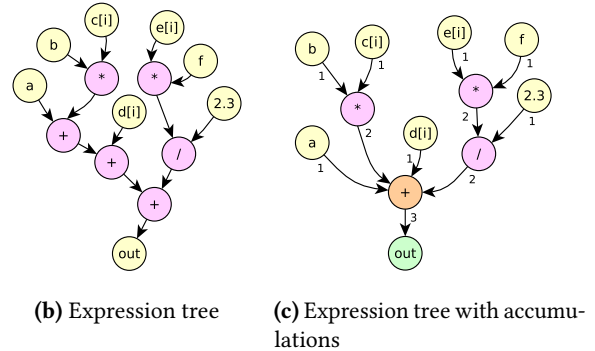 c[i]
e[i]
b
f
*
*
a
d[i]
2.3
+
+
/
+
out
e[i]
f
c[i]
b
1
1
1
1
*
2.3
*
2
1
2
d[i]
a
1
1
/
2
+
3
out
(b) Expression tree
(c) Expression tree with accumu-
lations